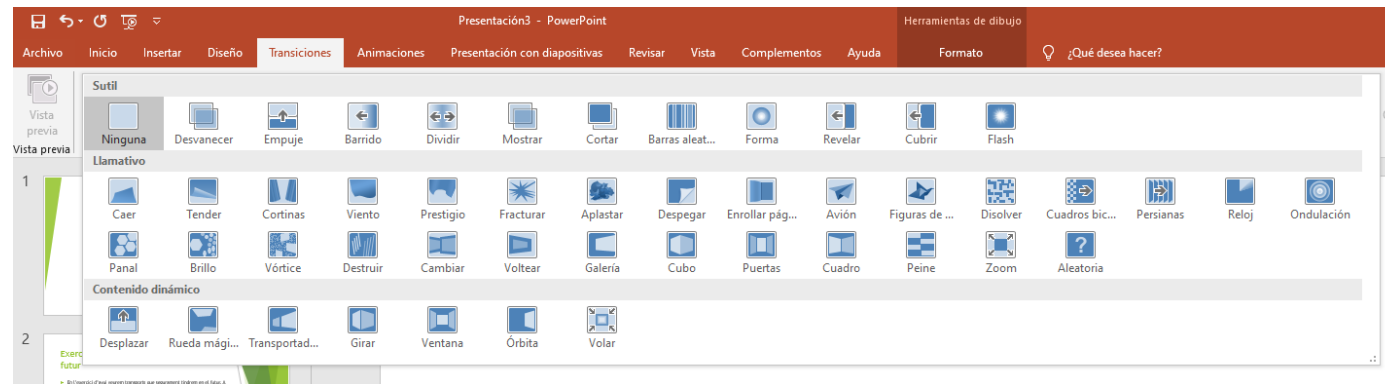 Presentación3 - PowerPoint
Herramientas de dibujo
Archivo Inicio Insertar Diseño Transiciones Animaciones Presentación con diapositivas Revisar Vista Complementos Ayuda Formato ¿Qué desea hacer?
Vista previa
Vista previa
Sutil
Ninguna Desvanecer Empuje Barrido Dividir Mostrar Cortar Barras aleat... Forma Revelar Cubrir Flash
Llamativo
Caer Tender Cortinas Viento Prestigio Fracturar Aplastar Despegar Enrollar pág... Avión Figuras de ... Disolver Cuadros bic... Persianas Reloj Ondulación
Panal Brillo Vórtice Destruir Cambiar Voltear Galería Cubo Puertas Cuadro Peine Zoom Aleatoria
Contenido dinámico
Desplazar Rueda mági... Transportad... Girar Ventana Órbita Volar
1
2
Exerc
futur